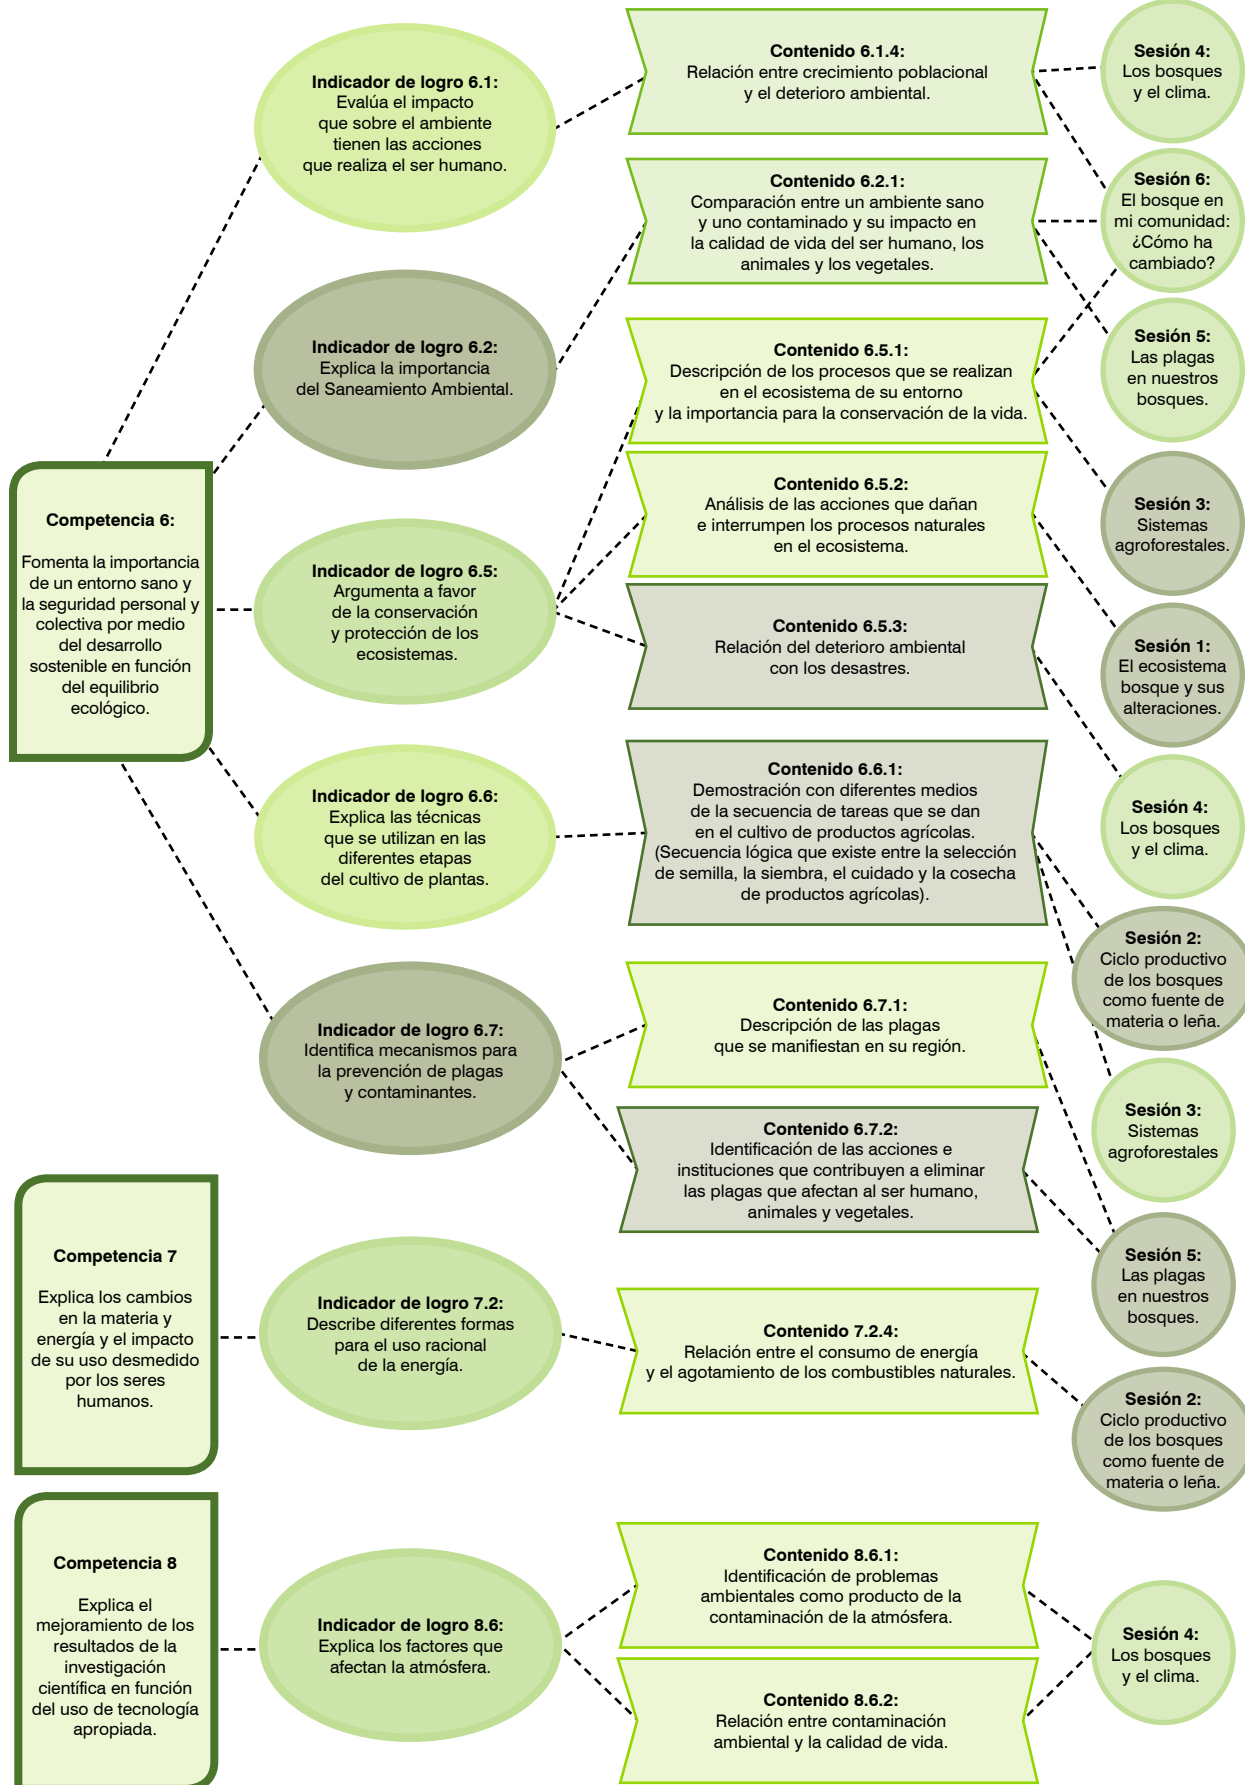 Competencia 6:
Fomenta la importancia
de un entorno sano y
la seguridad personal y
colectiva por medio
del desarrollo
sostenible en función
del equilibrio
ecológico.
Indicador de logro 6.1:
Evalúa el impacto
que sobre el ambiente
tienen las acciones
que realiza el ser humano.
Indicador de logro 6.2:
Explica la importancia
del Saneamiento Ambiental.
Indicador de logro 6.5:
Argumenta a favor
de la conservación
y protección de los
ecosistemas.
Indicador de logro 6.6:
Explica las técnicas
que se utilizan en las
diferentes etapas
del cultivo de plantas.
Indicador de logro 6.7:
Identifica mecanismos para
la prevención de plagas
y contaminantes.
Contenido 6.1.4:
Relación entre crecimiento poblacional
y el deterioro ambiental.
Contenido 6.2.1:
Comparación entre un ambiente sano
y uno contaminado y su impacto en
la calidad de vida del ser humano, los
animales y los vegetales.
Contenido 6.5.1:
Descripción de los procesos que se realizan
en el ecosistema de su entorno
y la importancia para la conservación de la vida.
Contenido 6.5.2:
Análisis de las acciones que dañan
e interrumpen los procesos naturales
en el ecosistema.
Contenido 6.5.3:
Relación del deterioro ambiental
con los desastres.
Contenido 6.6.1:
Demostración con diferentes medios
de la secuencia de tareas que se dan
en el cultivo de productos agrícolas.
(Secuencia lógica que existe entre la selección
de semilla, la siembra, el cuidado y la cosecha
de productos agrícolas).
Contenido 6.7.1:
Descripción de las plagas
que se manifiestan en su región.
Contenido 6.7.2:
Identificación de las acciones e
instituciones que contribuyen a eliminar
las plagas que afectan al ser humano,
animales y vegetales.
Sesión 4:
Los bosques
y el clima.
Sesión 6:
El bosque en
mi comunidad:
¿Cómo ha
cambiado?
Sesión 5:
Las plagas
en nuestros
bosques.
Sesión 3:
Sistemas
agroforestales.
Sesión 1:
El ecosistema
bosque y sus
alteraciones.
Sesión 4:
Los bosques
y el clima.
Sesión 2:
Ciclo productivo
de los bosques
como fuente de
materia o leña.
Sesión 3:
Sistemas
agroforestales
Sesión 5:
Las plagas
en nuestros
bosques.
Competencia 7
Explica los cambios
en la materia y
energía y el impacto
de su uso desmedido
por los seres
humanos.
Indicador de logro 7.2:
Describe diferentes formas
para el uso racional
de la energía.
Contenido 7.2.4:
Relación entre el consumo de energía
y el agotamiento de los combustibles naturales.
Sesión 2:
Ciclo productivo
de los bosques
como fuente de
materia o leña.
Competencia 8
Explica el
mejoramiento de los
resultados de la
investigación
científica en función
del uso de tecnología
apropiada.
Indicador de logro 8.6:
Explica los factores que
afectan la atmósfera.
Contenido 8.6.1:
Identificación de problemas
ambientales como producto de la
contaminación de la atmósfera.
Contenido 8.6.2:
Relación entre contaminación
ambiental y la calidad de vida.
Sesión 4:
Los bosques
y el clima.